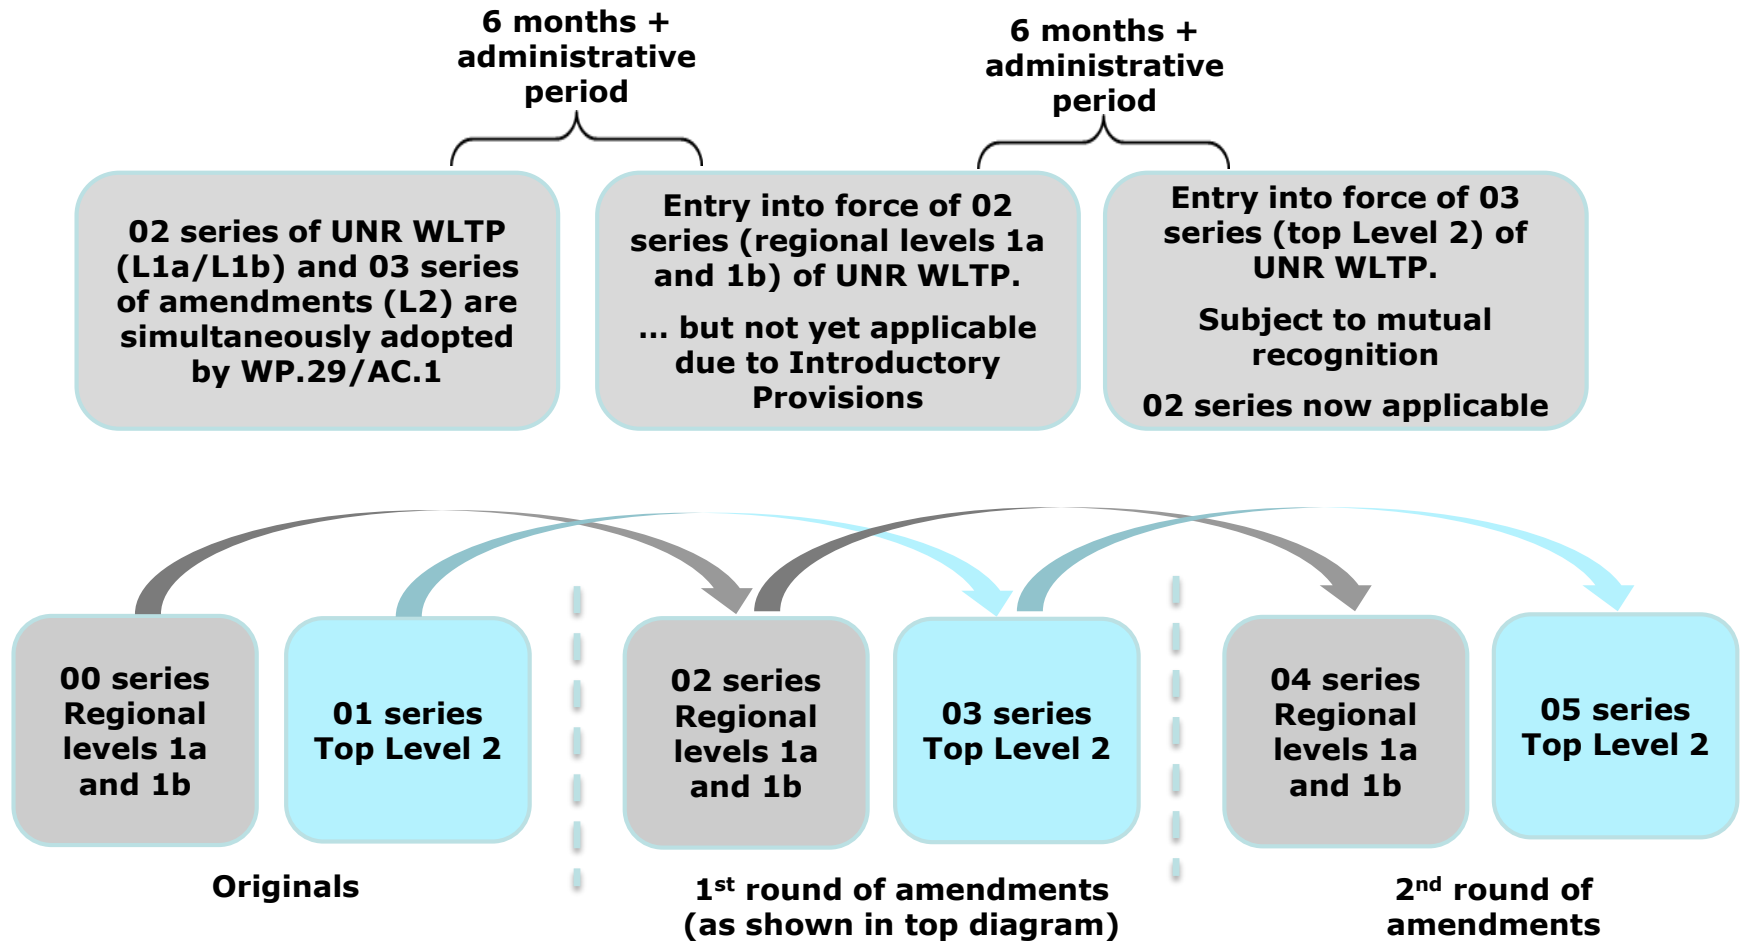 6 months +
administrative
period
6 months +
administrative
period
02 series of UNR WLTP
(L1a/L1b) and 03 series
of amendments (L2) are
simultaneously adopted
by WP.29/AC.1
Entry into force of 02
series (regional levels 1a
and 1b) of UNR WLTP.
... but not yet applicable
due to Introductory
Provisions
Entry into force of 03
series (top Level 2) of
UNR WLTP.
Subject to mutual
recognition
02 series now applicable
00 series
Regional
levels 1a
and 1b
01 series
Top Level 2
02 series
Regional
levels 1a
and 1b
03 series
Top Level 2
04 series
Regional
levels 1a
and 1b
05 series
Top Level 2
Originals
1st round of amendments
(as shown in top diagram)
2nd round of
amendments